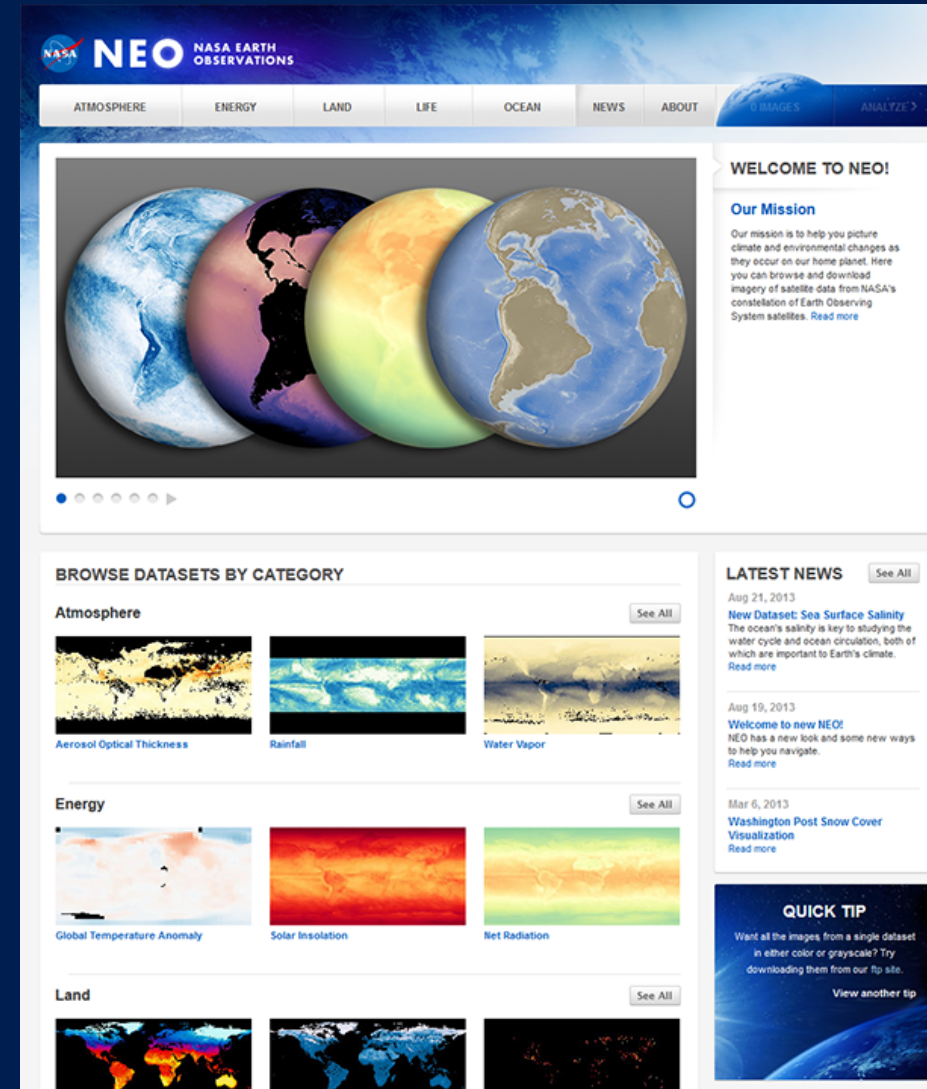 NASA
NEO NASA EARTH
OBSERVATIONS
ATMOSPHERE ENERGY LAND LIFE OCEAN NEWS ABOUT 0 IMAGES ANALYZE
WELCOME TO NEO!
Our Mission
Our mission is to help you picture
climate and environmental changes as
they occur on our home planet. Here
you can browse and download
imagery of satellite data from NASA's
constellation of Earth Observing
System satellites. Read more
BROWSE DATASETS BY CATEGORY
Atmosphere See All
Aerosol Optical Thickness Rainfall Water Vapor
Energy See All
Global Temperature Anomaly Solar Insolation Net Radiation
Land See All
LATEST NEWS See All
Aug 21, 2013
New Dataset: Sea Surface Salinity
The ocean's salinity is key to studying the
water cycle and ocean circulation, both of
which are important to Earth's climate.
Read more
Aug 19, 2013
Welcome to new NEO!
NEO has a new look and some new ways
to help you navigate.
Read more
Mar 6, 2013
Washington Post Snow Cover
Visualization
Read more
QUICK TIP
Want all the images from a single dataset
in either color or grayscale? Try
downloading them from our ftp site.
View another tip